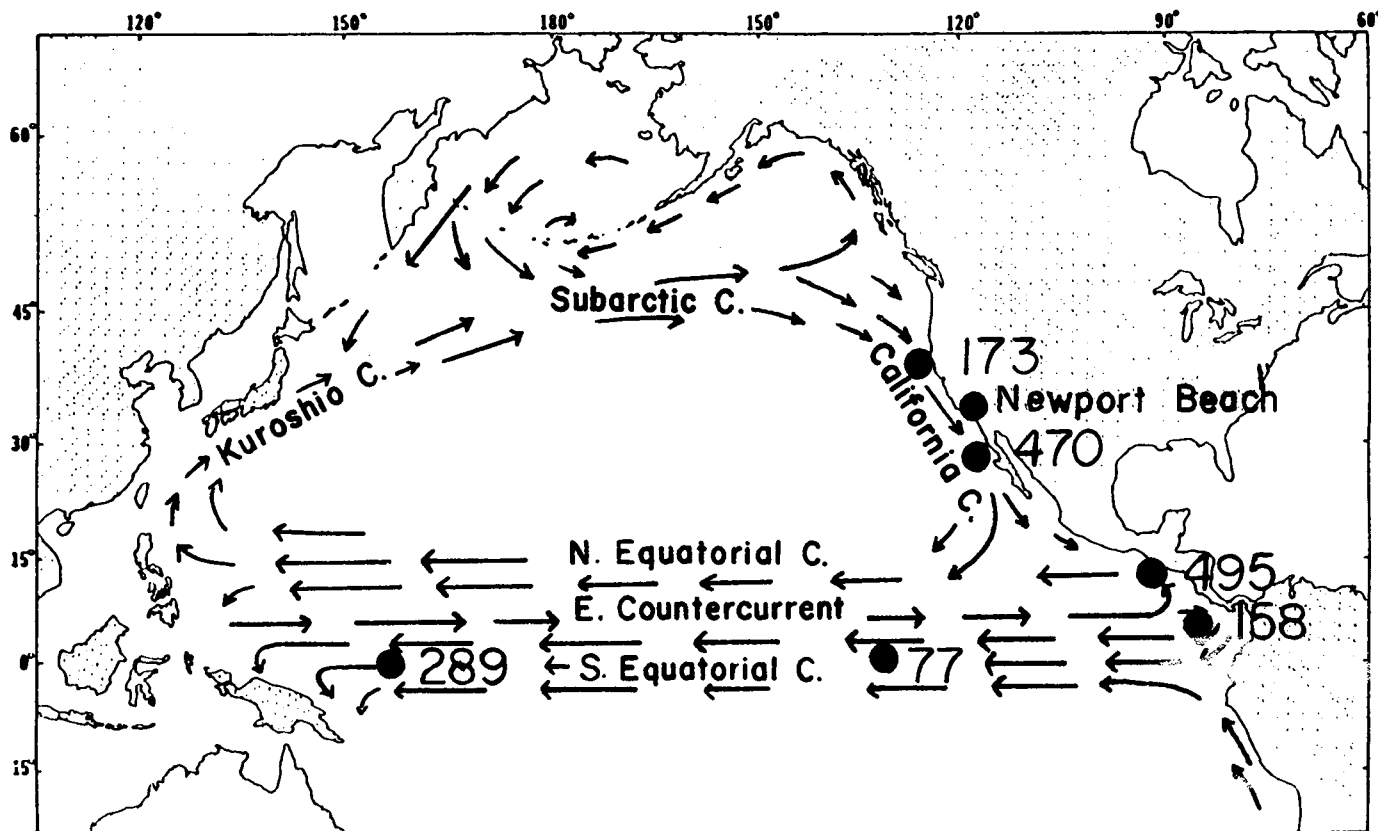 120° 150° 180° 150° 120° 90° 60°
60°
Subarctic C.
45°
173
California C.
Newport Beach
Kuroshio C.
470
30°
N. Equatorial C.
15°
495
E. Countercurrent
158
0°
289
S. Equatorial C.
77
15°